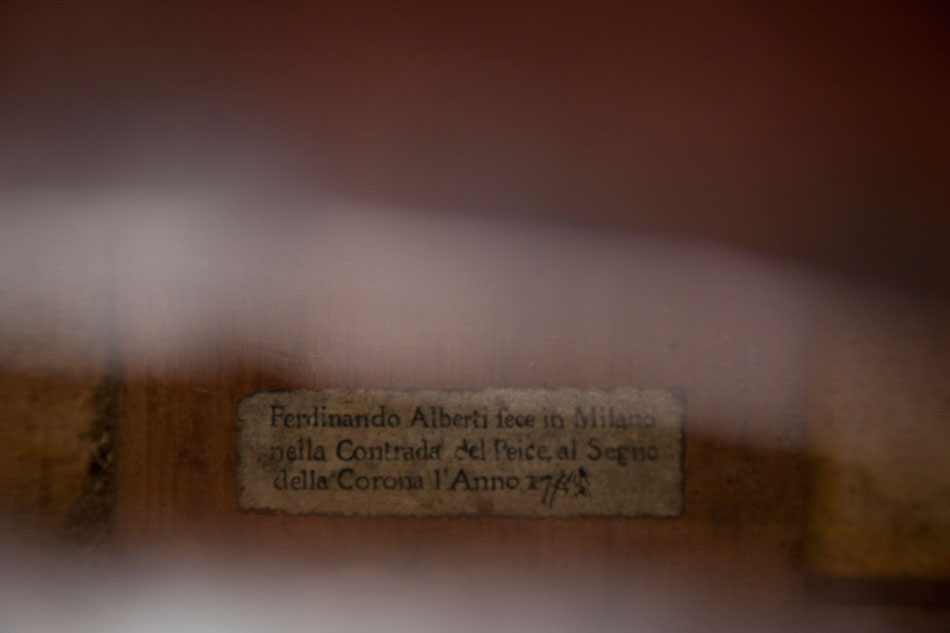 Ferdinando Alberti fece in Milano
nella Contrada del Pesce, al Segno
della Corona l'Anno 17